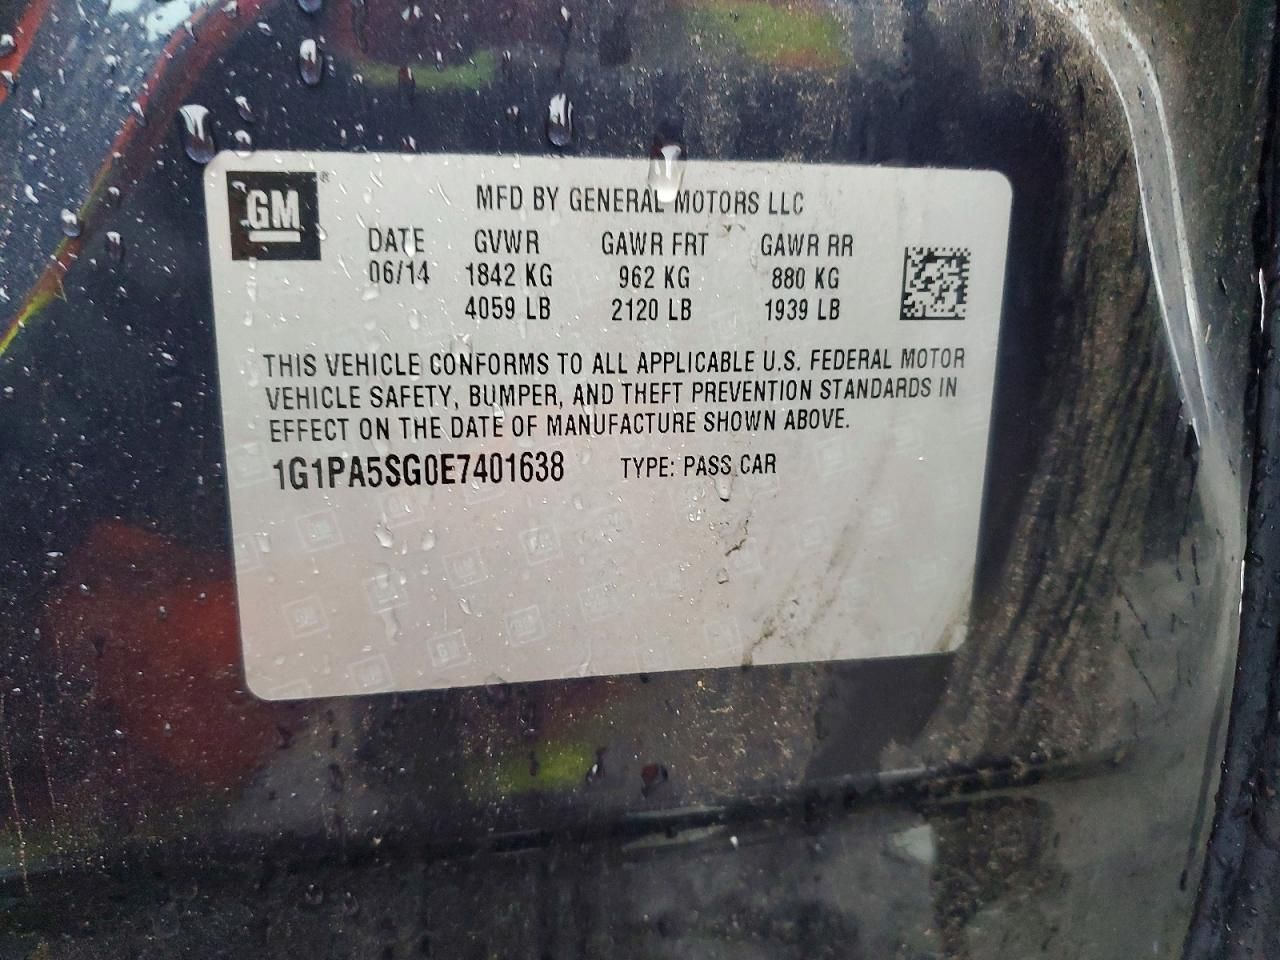 GM®
MFD BY GENERAL MOTORS LLC
DATE GVWR GAWR FRT GAWR RR
06/14 1842 KG 962 KG 880 KG
4059 LB 2120 LB 1939 LB
THIS VEHICLE CONFORMS TO ALL APPLICABLE U.S. FEDERAL MOTOR
VEHICLE SAFETY, BUMPER, AND THEFT PREVENTION STANDARDS IN
EFFECT ON THE DATE OF MANUFACTURE SHOWN ABOVE.
1G1PA5SG0E7401638 TYPE: PASS CAR